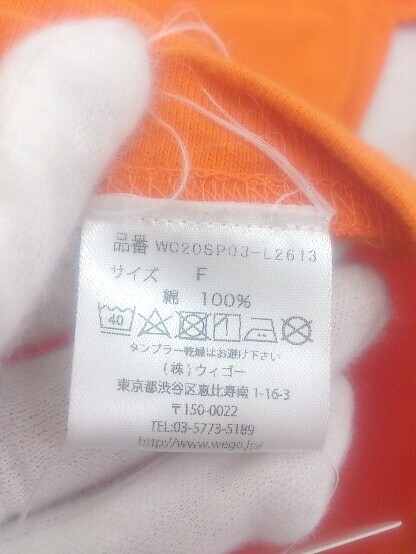 品番 WC20SP03-L2613
サイズ F
綿 100%
40
タンブラー乾燥はお避け下さい
(株)ウィゴー
東京都渋谷区恵比寿南 1-16-3
〒150-0022
TEL:03-5773-5189
http://www.wego.jp/